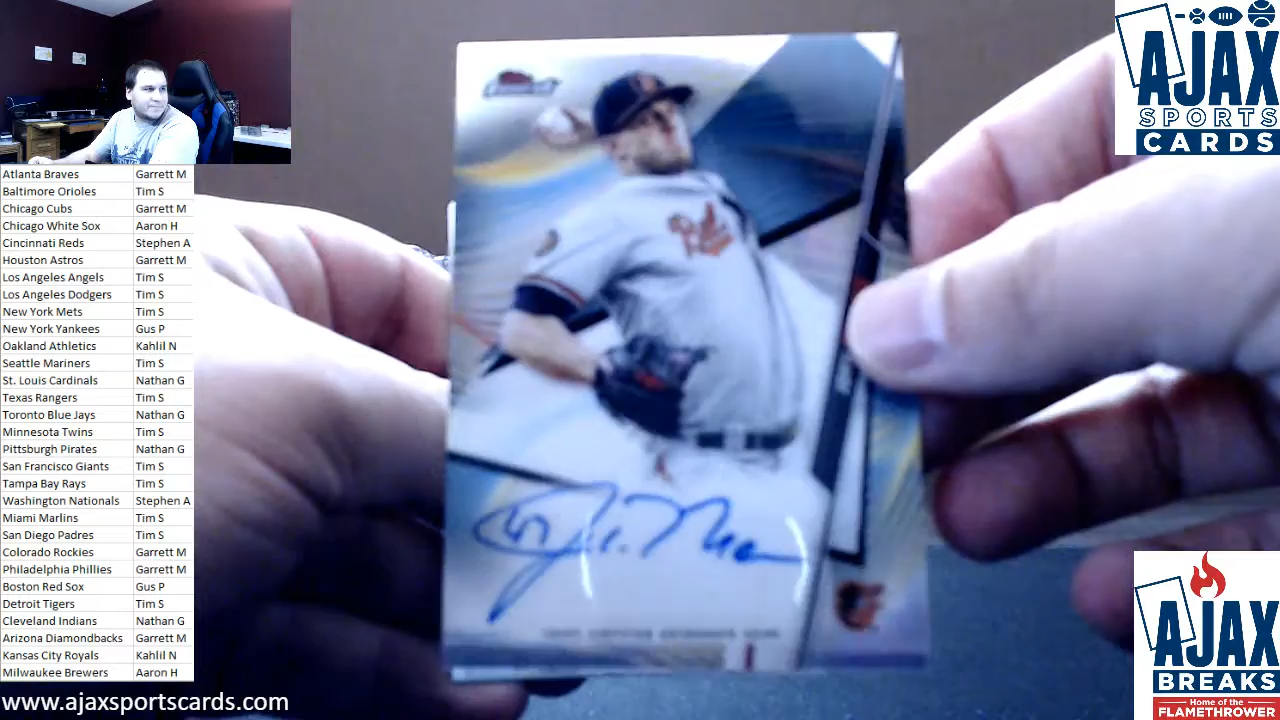 AJAX
SPORTS
CARDS
Atlanta Braves Garrett M
Baltimore Orioles Tim S
Chicago Cubs Garrett M
Chicago White Sox Aaron H
Cincinnati Reds Stephen A
Houston Astros Garrett M
Los Angeles Angels Tim S
Los Angeles Dodgers Tim S
New York Mets Tim S
New York Yankees Gus P
Oakland Athletics Kahlil N
Seattle Mariners Tim S
St. Louis Cardinals Nathan G
Texas Rangers Tim S
Toronto Blue Jays Nathan G
Minnesota Twins Tim S
Pittsburgh Pirates Nathan G
San Francisco Giants Tim S
Tampa Bay Rays Tim S
Washington Nationals Stephen A
Miami Marlins Tim S
San Diego Padres Tim S
Colorado Rockies Garrett M
Philadelphia Phillies Garrett M
Boston Red Sox Gus P
Detroit Tigers Tim S
Cleveland Indians Nathan G
Arizona Diamondbacks Garrett M
Kansas City Royals Kahlil N
Milwaukee Brewers Aaron H
www.ajaxsportscards.com
AJAX
BREAKS
Home of the
FLAMETHROWER